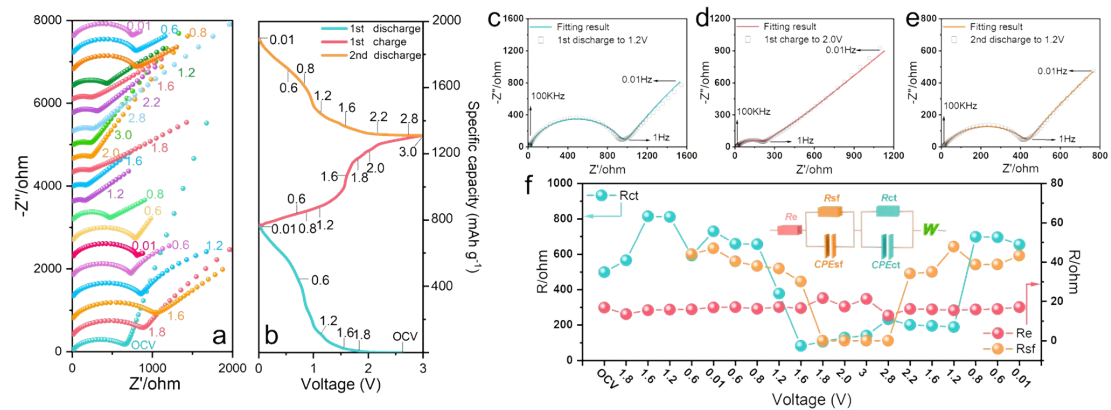 a
-Z''/ohm
8000
6000
4000
2000
0
0.01
0.6
0.8
1.2
1.6
2.2
2.8
3.0
2.0
1.8
1.6
1.2
0.8
0.6
0.01
0.6
1.2
1.6
1.8
OCV
0 1000 2000
Z'/ohm
b
1st discharge
1st charge
2nd discharge
0.01
0.8
0.6
1.2
1.6
2.2
2.8
3.0
2.0
1.8
1.6
0.6
0.8
1.2
0.01
0.6
1.2
1.6 1.8
OCV
0 1 2 3
Voltage (V)
2000
1600
1200
800
400
0
Specific capacity (mAh g⁻¹)
c
Fitting result
1st discharge to 1.2V
0.01Hz
100KHz
1Hz
-Z''/ohm
1600
1200
800
400
0
0 400 800 1200 1600
Z'/ohm
d
Fitting result
1st charge to 2.0V
0.01Hz
100KHz
1Hz
-Z''/ohm
1200
900
600
300
0
0 300 600 900 1200
Z'/ohm
e
Fitting result
2nd discharge to 1.2V
0.01Hz
100KHz
1Hz
-Z''/ohm
800
600
400
200
0
0 200 400 600 800
Z'/ohm
f
Rct
Re
Rsf
CPEsf
Rct
CPEct
W
Re
Rsf
R/ohm
1000
900
800
700
600
500
400
300
200
100
0
80
60
40
20
0
R/ohm
OCV 1.8 1.6 1.2 0.6 0.01 0.6 0.8 1.2 1.6 1.8 2.0 3 2.8 2.2 1.6 1.2 0.8 0.6 0.01
Voltage (V)